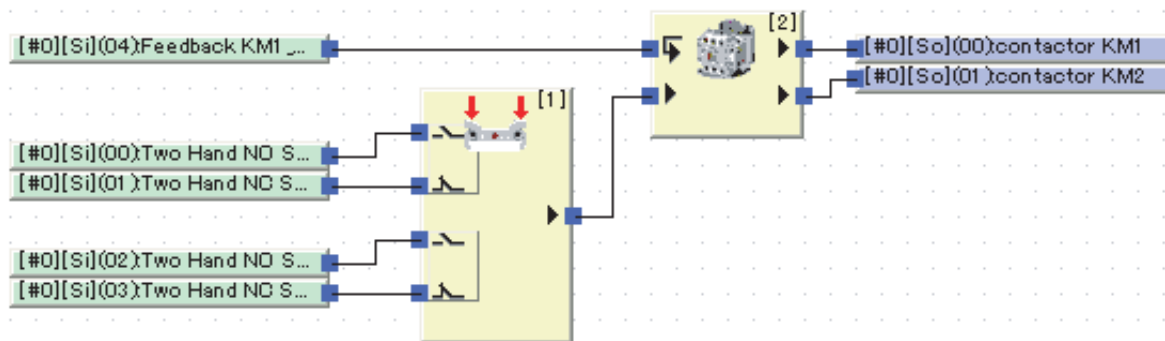 [#0][Si](04):Feedback KM1 _...
[2]
[#0][So](00):contactor KM1
[#0][So](01):contactor KM2
[1]
[#0][Si](00):Two Hand NO S...
[#0][Si](01):Two Hand NC S...
[#0][Si](02):Two Hand NO S...
[#0][Si](03):Two Hand NC S...